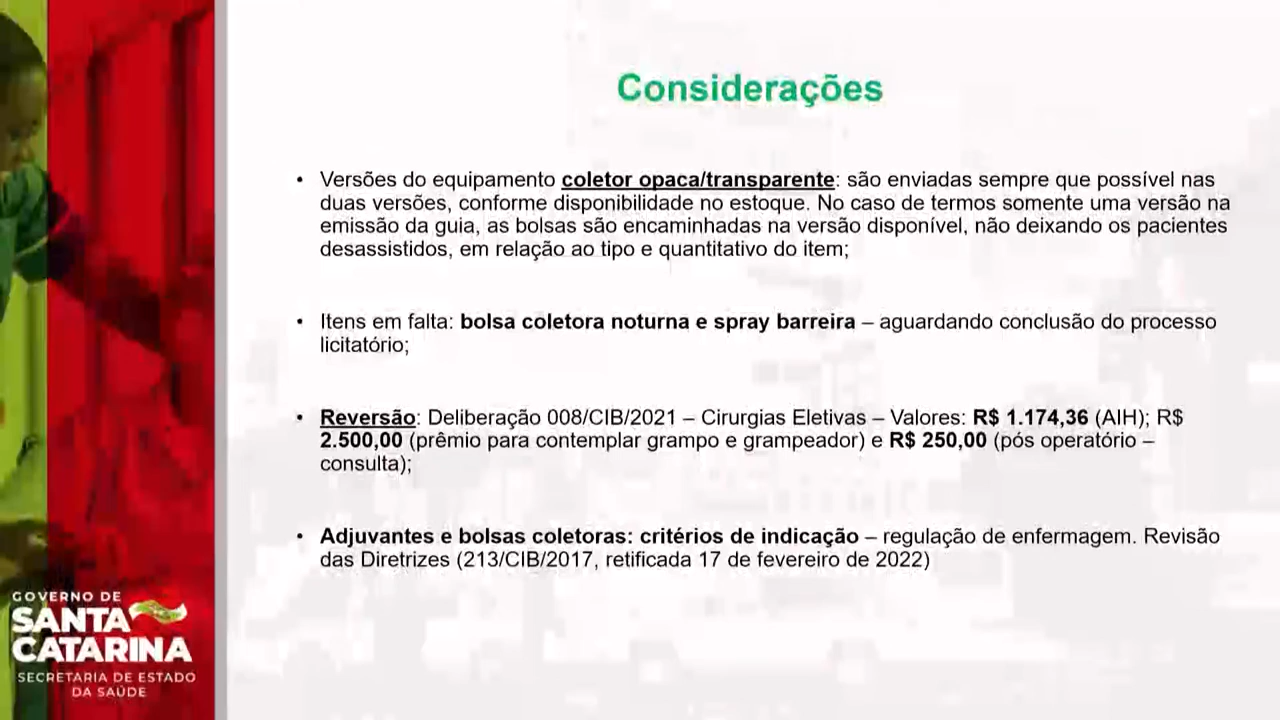 Considerações
• Versões do equipamento coletor opaca/transparente: são enviadas sempre que possível nas
duas versões, conforme disponibilidade no estoque. No caso de termos somente uma versão na
emissão da guia, as bolsas são encaminhadas na versão disponível, não deixando os pacientes
desassistidos, em relação ao tipo e quantitativo do item;
• Itens em falta: bolsa coletora noturna e spray barreira – aguardando conclusão do processo
licitatório;
• Reversão: Deliberação 008/CIB/2021 – Cirurgias Eletivas – Valores: R$ 1.174,36 (AIH); R$
2.500,00 (prêmio para contemplar grampo e grampeador) e R$ 250,00 (pós operatório –
consulta);
• Adjuvantes e bolsas coletoras: critérios de indicação – regulação de enfermagem. Revisão
das Diretrizes (213/CIB/2017, retificada 17 de fevereiro de 2022)
GOVERNO DE
SANTA
CATARINA
SECRETARIA DE ESTADO
DA SAÚDE